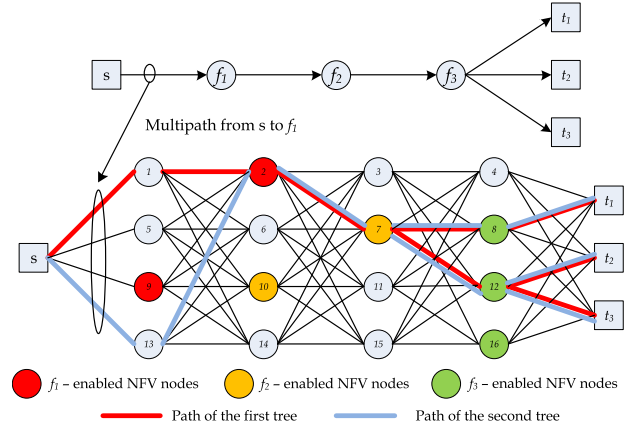 t1
s f1 f2 f3 t2
t3
Multipath from s to f1
1 2 3 4
t1
5 6 7 8
s t2
9 10 11 12
t3
13 14 15 16
f1 – enabled NFV nodes f2 – enabled NFV nodes f3 – enabled NFV nodes
Path of the first tree Path of the second tree